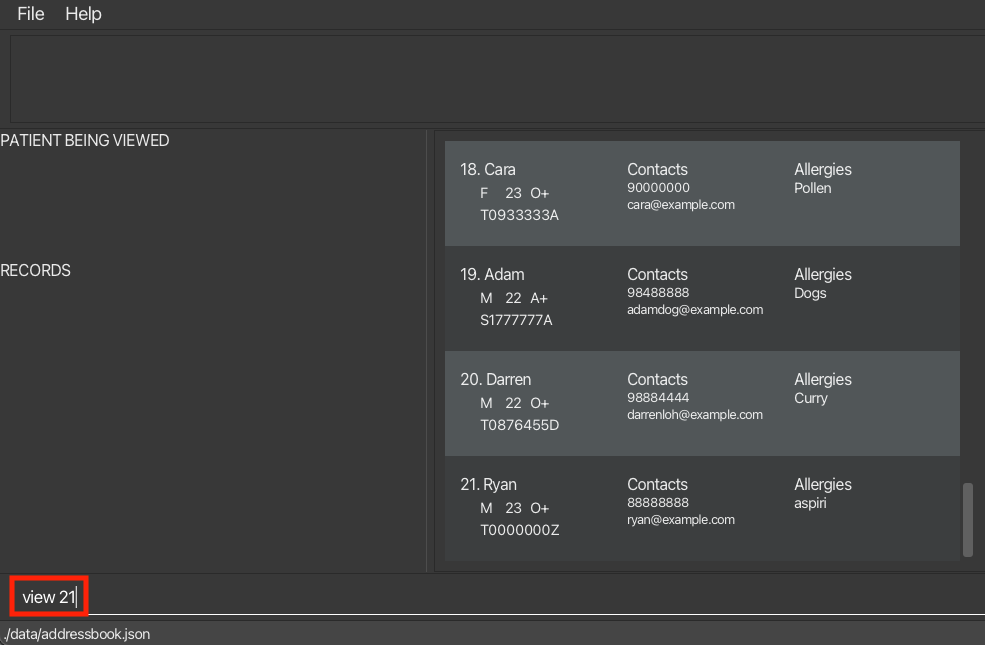 File Help
PATIENT BEING VIEWED
RECORDS
18. Cara Contacts Allergies
F 23 O+ 90000000 Pollen
T0933333A cara@example.com
19. Adam Contacts Allergies
M 22 A+ 98488888 Dogs
S1777777A adamdog@example.com
20. Darren Contacts Allergies
M 22 O+ 98884444 Curry
T0876455D darrenloh@example.com
21. Ryan Contacts Allergies
M 23 O+ 88888888 aspiri
T0000000Z ryan@example.com
view 21
./data/addressbook.json